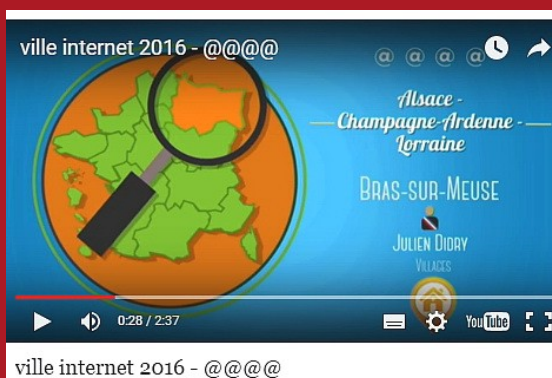 ville internet 2016 - @@@@
@ @ @ @
Alsace -
Champagne-Ardenne -
Lorraine
BRAS-SUR-MEUSE
JULIEN DIDRY
VILLAGES
0:28 / 2:37
YouTube
ville internet 2016 - @@@@